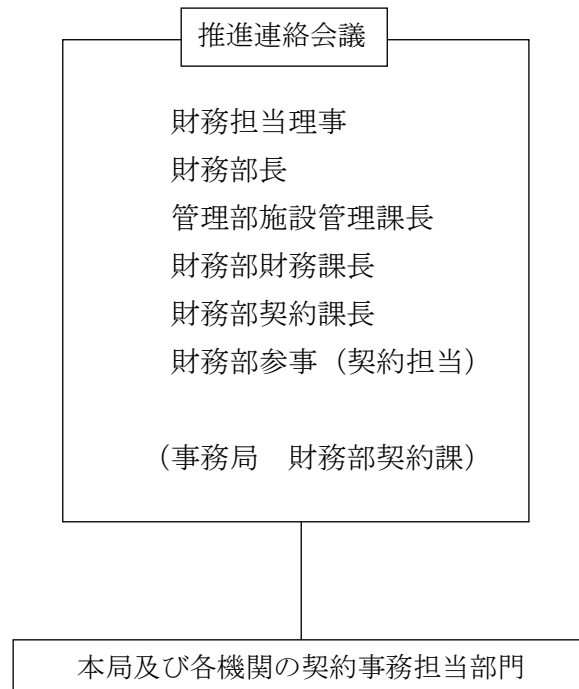 推進連絡会議
財務担当理事
財務部長
管理部施設管理課長
財務部財務課長
財務部契約課長
財務部参事（契約担当）
（事務局　財務部契約課）
本局及び各機関の契約事務担当部門